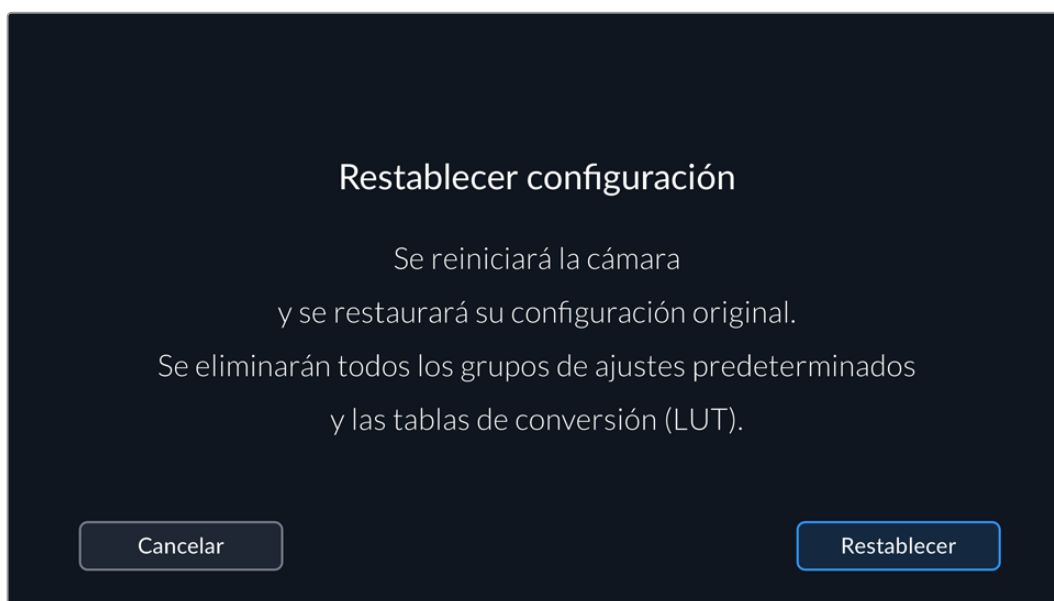 Restablecer configuración
Se reiniciará la cámara
y se restaurará su configuración original.
Se eliminarán todos los grupos de ajustes predeterminados
y las tablas de conversión (LUT).
Cancelar
Restablecer